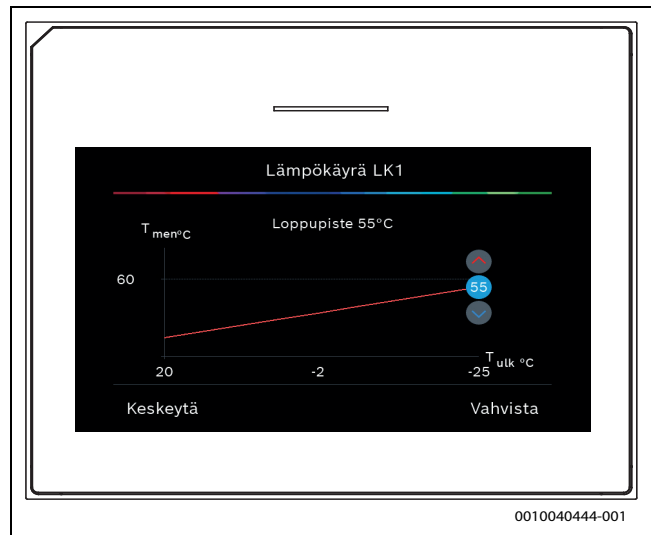 Lämpökäyrä LK1
Loppupiste 55°C
T men°C
60
55
T ulk °C
20 -2 -25
Keskeytä Vahvista
0010040444-001